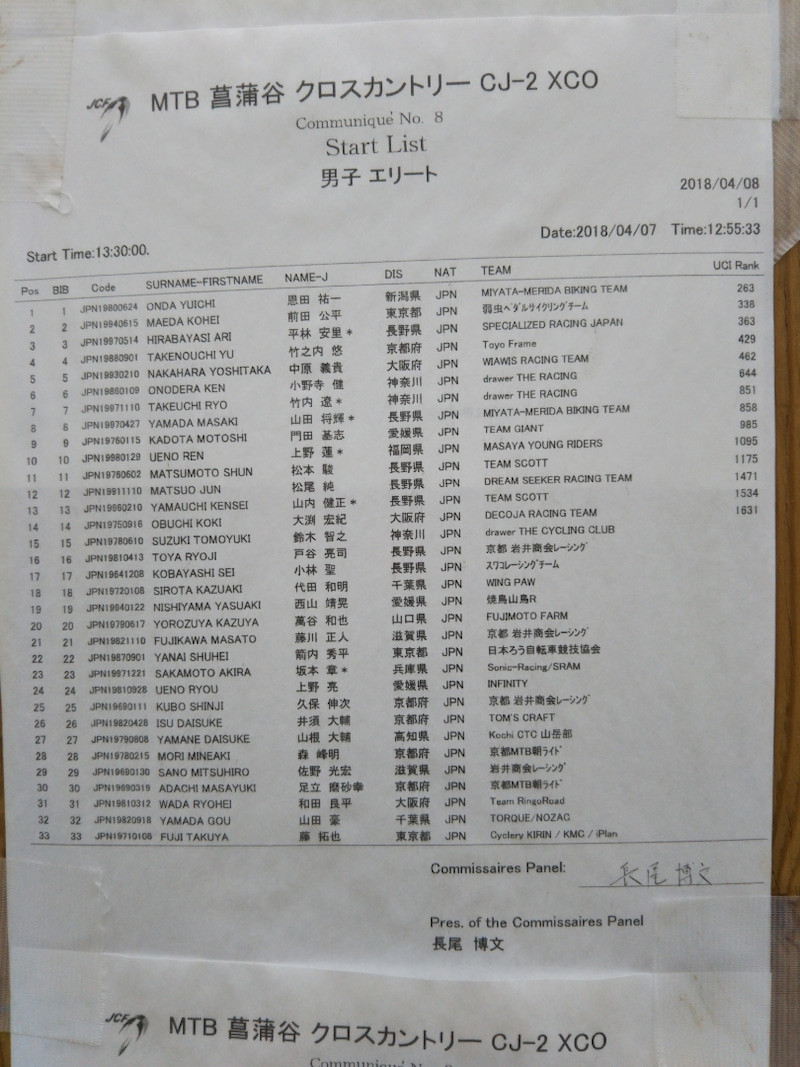 JCF MTB 菖蒲谷 クロスカントリー CJ-2 XCO
Communiqué No. 8
Start List
男子 エリート
2018/04/08
1/1
Start Time:13:30:00. Date:2018/04/07 Time:12:55:33
Pos BIB Code SURNAME-FIRSTNAME NAME-J DIS NAT TEAM UCI Rank
1 1 JPN19800624 ONDA YUICHI 恩田 祐一 新潟県 JPN MIYATA-MERIDA BIKING TEAM 263
2 2 JPN19940615 MAEDA KOHEI 前田 公平 東京都 JPN 弱虫ペダルサイクリングチーム 338
3 3 JPN19970514 HIRABAYASI ARI 平林 安里 * 長野県 JPN SPECIALIZED RACING JAPAN 363
4 4 JPN19880901 TAKENOUCHI YU 竹之内 悠 京都府 JPN Toyo Frame 429
5 5 JPN19930210 NAKAHARA YOSHITAKA 中原 義貴 大阪府 JPN WIAWIS RACING TEAM 462
6 6 JPN19860109 ONODERA KEN 小野寺 健 神奈川 JPN drawer THE RACING 644
7 7 JPN19971110 TAKEUCHI RYO 竹内 遼 * 神奈川 JPN drawer THE RACING 851
8 8 JPN19970427 YAMADA MASAKI 山田 将輝 * 長野県 JPN MIYATA-MERIDA BIKING TEAM 858
9 9 JPN19760115 KADOTA MOTOSHI 門田 基志 愛媛県 JPN TEAM GIANT 985
10 10 JPN19980129 UENO REN 上野 蓮 * 福岡県 JPN MASAYA YOUNG RIDERS 1095
11 11 JPN19760602 MATSUMOTO SHUN 松本 駿 長野県 JPN TEAM SCOTT 1175
12 12 JPN19911110 MATSUO JUN 松尾 純 長野県 JPN DREAM SEEKER RACING TEAM 1471
13 13 JPN19960210 YAMAUCHI KENSEI 山内 健正 * 長野県 JPN TEAM SCOTT 1534
14 14 JPN19750916 OBUCHI KOKI 大渕 宏紀 大阪府 JPN DECOJA RACING TEAM 1631
15 15 JPN19780610 SUZUKI TOMOYUKI 鈴木 智之 神奈川 JPN drawer THE CYCLING CLUB
16 16 JPN19810413 TOYA RYOJI 戸谷 亮司 長野県 JPN 京都 岩井商会レーシング
17 17 JPN19641208 KOBAYASHI SEI 小林 聖 長野県 JPN スワコレーシングチーム
18 18 JPN19720108 SIROTA KAZUAKI 代田 和明 千葉県 JPN WING PAW
19 19 JPN19640122 NISHIYAMA YASUAKI 西山 靖晃 愛媛県 JPN 焼鳥山鳥R
20 20 JPN19790617 YOROZUYA KAZUYA 萬谷 和也 山口県 JPN FUJIMOTO FARM
21 21 JPN19821110 FUJIKAWA MASATO 藤川 正人 滋賀県 JPN 京都 岩井商会レーシング
22 22 JPN19870901 YANAI SHUHEI 箭内 秀平 東京都 JPN 日本ろう自転車競技協会
23 23 JPN19971221 SAKAMOTO AKIRA 坂本 章 * 兵庫県 JPN Sonic-Racing/SRAM
24 24 JPN19810928 UENO RYOU 上野 亮 愛媛県 JPN INFINITY
25 25 JPN19690111 KUBO SHINJI 久保 伸次 京都府 JPN 京都 岩井商会レーシング
26 26 JPN19820428 ISU DAISUKE 井須 大輔 京都府 JPN TOM'S CRAFT
27 27 JPN19790808 YAMANE DAISUKE 山根 大輔 高知県 JPN Kochi CTC 山岳部
28 28 JPN19780215 MORI MINEAKI 森 峰明 京都府 JPN 京都MTB朝ライド
29 29 JPN19690130 SANO MITSUHIRO 佐野 光宏 滋賀県 JPN 岩井商会レーシング
30 30 JPN19690319 ADACHI MASAYUKI 足立 磨砂幸 京都府 JPN 京都MTB朝ライド
31 31 JPN19810312 WADA RYOHEI 和田 良平 大阪府 JPN Team RingoRoad
32 32 JPN19820918 YAMADA GOU 山田 豪 千葉県 JPN TORQUE/NOZAC
33 33 JPN19710106 FUJI TAKUYA 藤 拓也 東京都 JPN Cyclery KIRIN / KMC / iPlan
Commissaires Panel: 長尾 博文
Pres. of the Commissaires Panel
長尾 博文
JCF MTB 菖蒲谷 クロスカントリー CJ-2 XCO
Communiqué No.